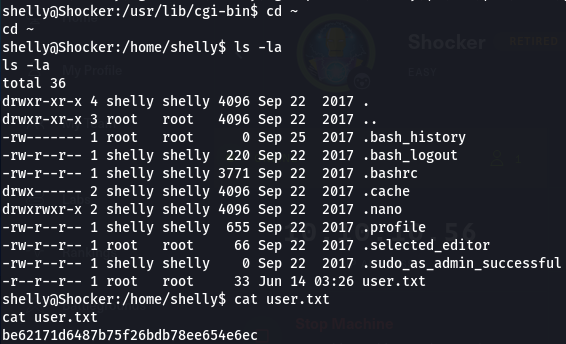 shelly@Shocker:/usr/lib/cgi-bin$ cd ~
cd ~
shelly@Shocker:/home/shelly$ ls -la
ls -la
total 36
drwxr-xr-x 4 shelly shelly 4096 Sep 22  2017 .
drwxr-xr-x 3 root   root   4096 Sep 22  2017 ..
-rw------- 1 root   root      0 Sep 25  2017 .bash_history
-rw-r--r-- 1 shelly shelly  220 Sep 22  2017 .bash_logout
-rw-r--r-- 1 shelly shelly 3771 Sep 22  2017 .bashrc
drwx------ 2 shelly shelly 4096 Sep 22  2017 .cache
drwxrwxr-x 2 shelly shelly 4096 Sep 22  2017 .nano
-rw-r--r-- 1 shelly shelly  655 Sep 22  2017 .profile
-rw-r--r-- 1 root   root     66 Sep 22  2017 .selected_editor
-rw-r--r-- 1 shelly shelly    0 Sep 22  2017 .sudo_as_admin_successful
-r--r--r-- 1 root   root     33 Jun 14 03:26 user.txt
shelly@Shocker:/home/shelly$ cat user.txt
cat user.txt
be62171d6487b75f26bdb78ee654e6ec
Shocker
RETIRED
EASY
My Profile
Stop Machine